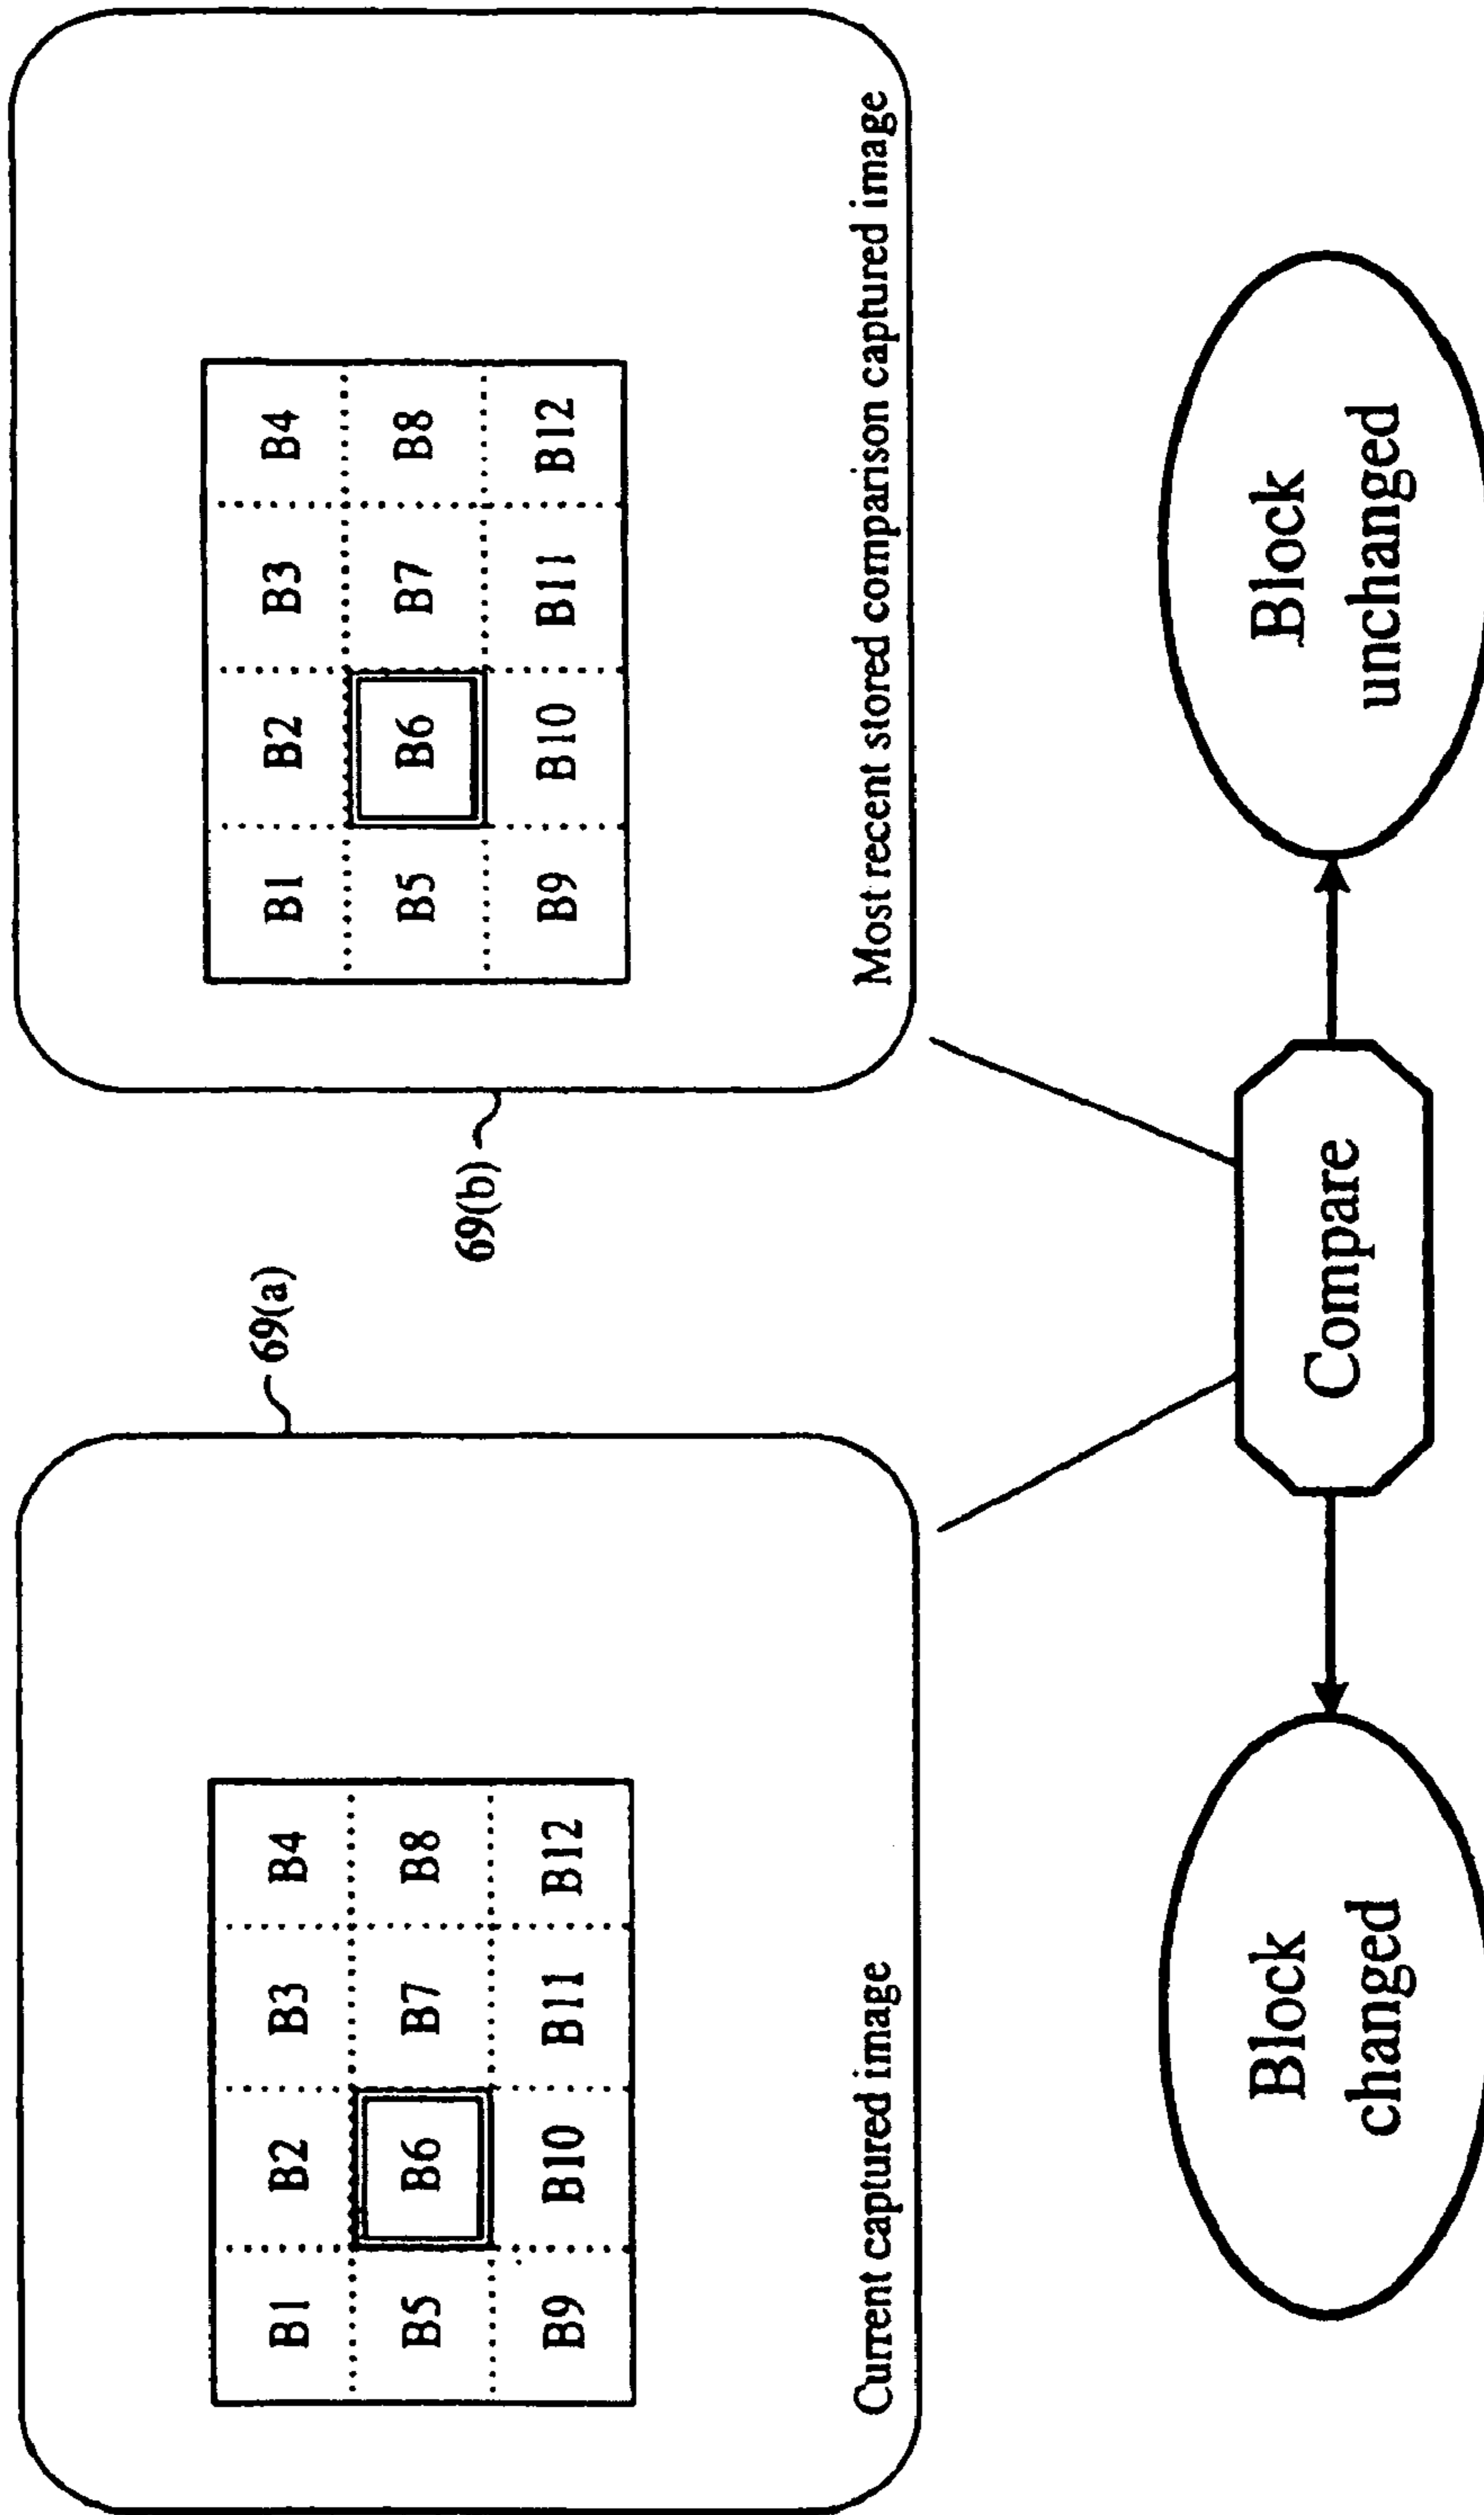 69(a)
B1 B2 B3 B4
B5 B6 B7 B8
B9 B10 B11 B12
Current captured image
69(b)
B1 B2 B3 B4
B5 B6 B7 B8
B9 B10 B11 B12
Most recent stored comparison captured image
Compare
Block
changed
Block
unchanged